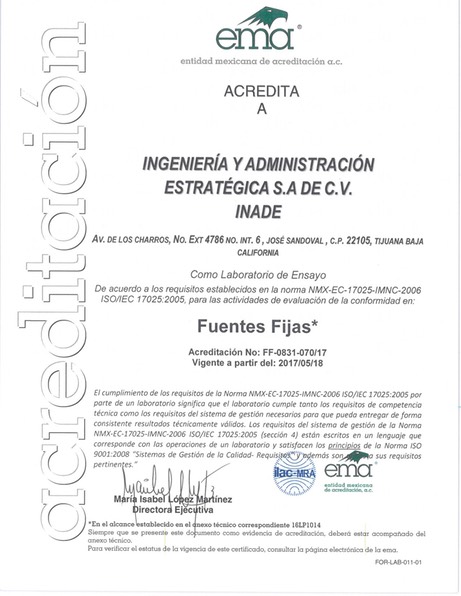 ema
entidad mexicana de acreditación a.c.
acreditación
ACREDITA
A
INGENIERÍA Y ADMINISTRACIÓN
ESTRATÉGICA S.A DE C.V.
INADE
AV. DE LOS CHARROS, NO. EXT 4786 NO. INT. 6 , JOSÉ SANDOVAL , C.P. 22105, TIJUANA BAJA
CALIFORNIA
Como Laboratorio de Ensayo
De acuerdo a los requisitos establecidos en la norma NMX-EC-17025-IMNC-2006
ISO/IEC 17025:2005, para las actividades de evaluación de la conformidad en:
Fuentes Fijas*
Acreditación No: FF-0831-070/17
Vigente a partir del: 2017/05/18
El cumplimiento de los requisitos de la Norma NMX-EC-17025-IMNC-2006 ISO/IEC 17025:2005 por
parte de un laboratorio significa que el laboratorio cumple tanto los requisitos de competencia
técnica como los requisitos del sistema de gestión necesarios para que pueda entregar de forma
consistente resultados técnicamente válidos. Los requisitos del sistema de gestión de la Norma
NMX-EC-17025-IMNC-2006 ISO/IEC 17025:2005 (sección 4) están escritos en un lenguaje que
corresponde con las operaciones de un laboratorio y satisfacen los principios de la Norma ISO
9001:2008 "Sistemas de Gestión de la Calidad- Requisitos" y además son a sus requisitos
pertinentes."
ilac-MRA
ema
entidad mexicana
de acreditación a.c.
María Isabel López Martínez
Directora Ejecutiva
*En el alcance establecido en el anexo técnico correspondiente 16LP1014
Siempre que se presente este documento como evidencia de acreditación, deberá estar acompañado del
anexo técnico.
Para verificar el estatus de la vigencia de este certificado, consultar la página electrónica de la ema.
FOR-LAB-011-01